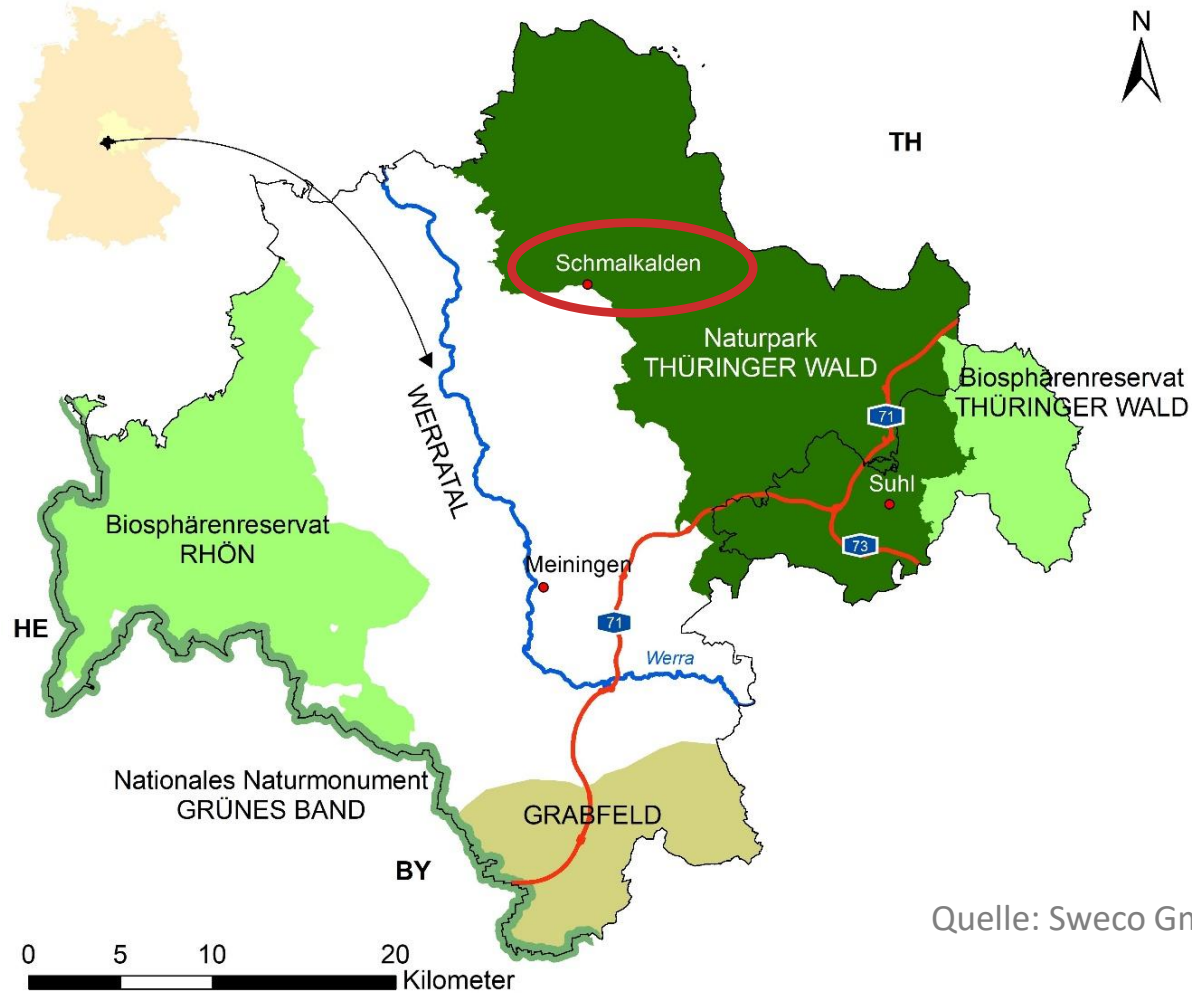 N
TH
Schmalkalden
Naturpark
THÜRINGER WALD
Biosphärenreservat
THÜRINGER WALD
71
WERRATAL
Suhl
Biosphärenreservat
RHÖN
73
Meiningen
HE
71
Werra
Nationales Naturmonument
GRÜNES BAND
GRABFELD
BY
Quelle: Sweco Gm
0 5 10 20
Kilometer